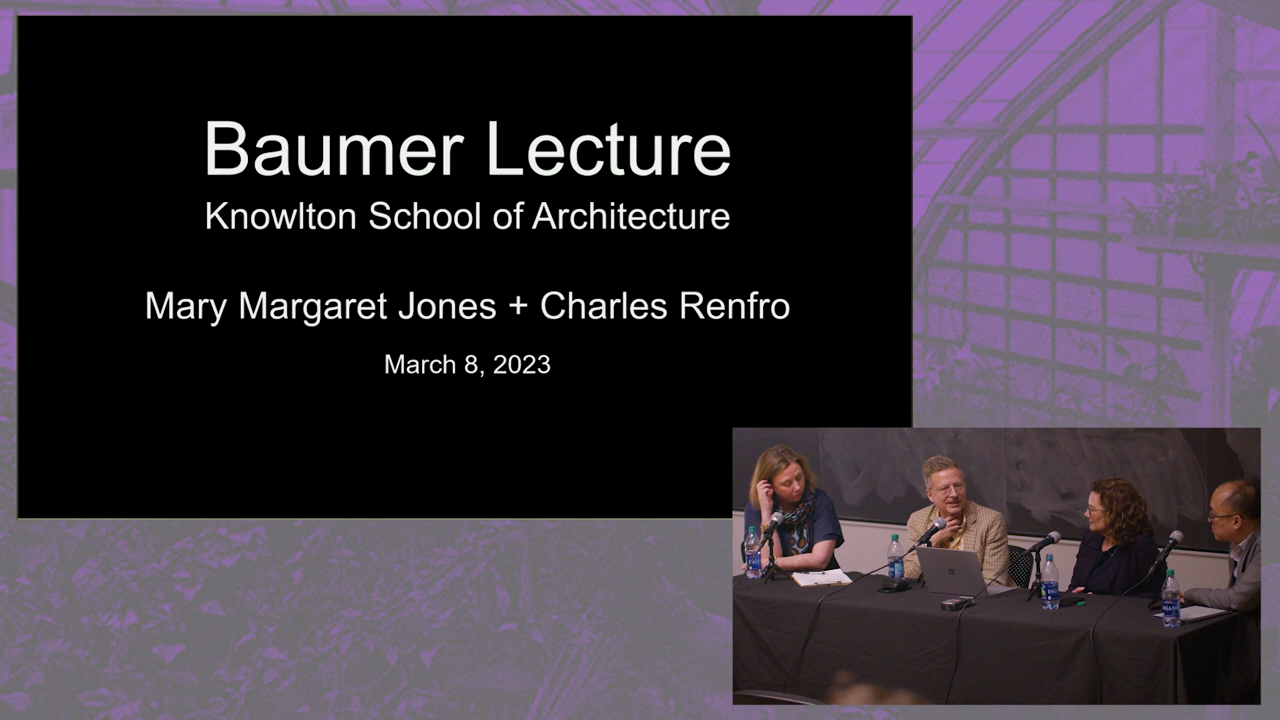 Baumer Lecture
Knowlton School of Architecture
Mary Margaret Jones + Charles Renfro
March 8, 2023